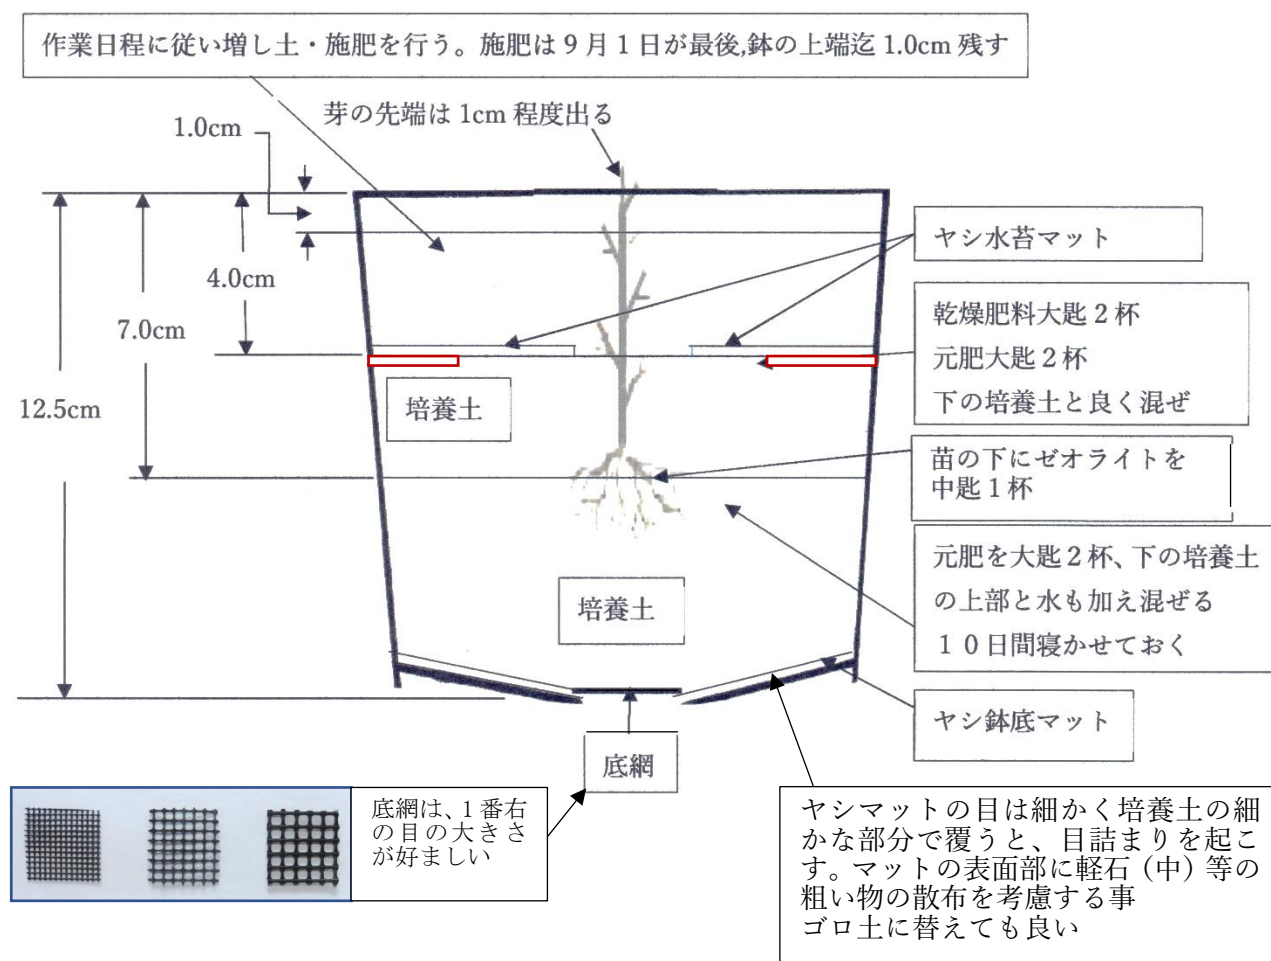 作業日程に従い増し土・施肥を行う。施肥は9月1日が最後,鉢の上端迄1.0cm残す
芽の先端は1cm程度出る
1.0cm
4.0cm
7.0cm
12.5cm
ヤシ水苔マット
乾燥肥料大匙2杯
元肥大匙2杯
下の培養土と良く混ぜ
培養土
苗の下にゼオライトを
中匙1杯
元肥を大匙2杯、下の培養土
の上部と水も加え混ぜる
10日間寝かせておく
培養土
ヤシ鉢底マット
底網
底網は、1番右
の目の大きさ
が好ましい
ヤシマットの目は細かく培養土の細
かな部分で覆うと、目詰まりを起こ
す。マットの表面部に軽石（中）等の
粗い物の散布を考慮する事
ゴロ土に替えても良い